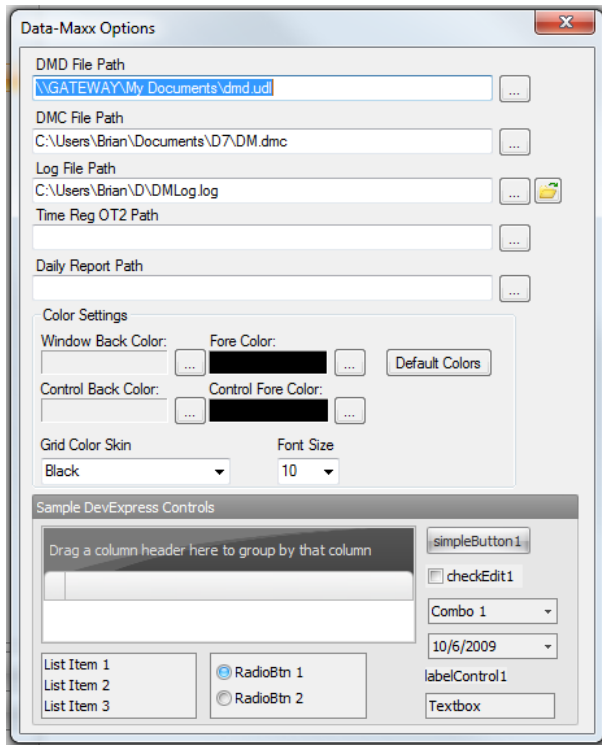 Data-Maxx Options
DMD File Path
\\GATEWAY\My Documents\dmd.udl
...
DMC File Path
C:\Users\Brian\Documents\D7\DM.dmc
...
Log File Path
C:\Users\Brian\D\DMLog.log
...
Time Reg OT2 Path
...
Daily Report Path
...
Color Settings
Window Back Color: Fore Color:
... ... Default Colors
Control Back Color: Control Fore Color:
... ...
Grid Color Skin Font Size
Black 10
Sample DevExpress Controls
Drag a column header here to group by that column
simpleButton1
checkEdit1
Combo 1
10/6/2009
labelControl1
Textbox
List Item 1
List Item 2
List Item 3
RadioBtn 1
RadioBtn 2